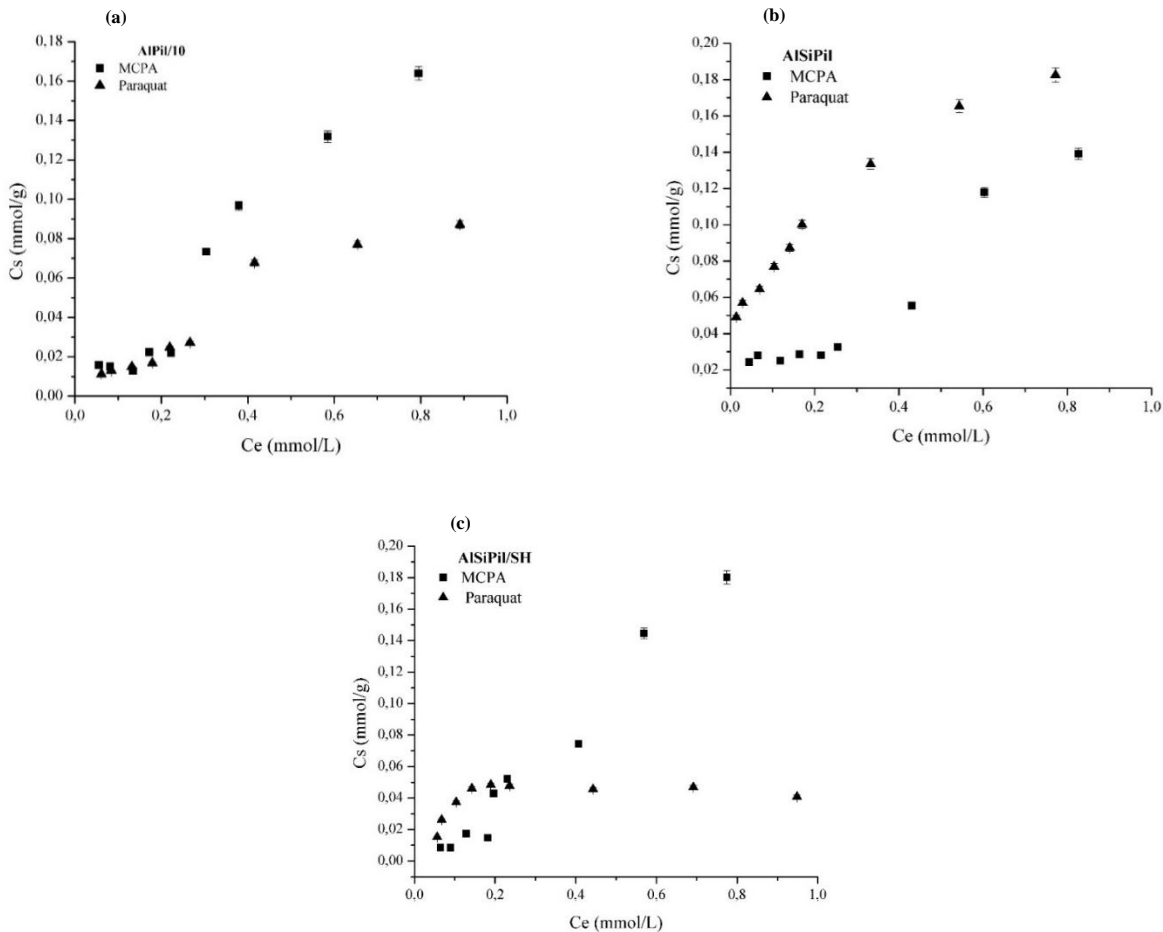 (a)
AlPil/10
MCPA
Paraquat
0,18
0,16
0,14
0,12
0,10
0,08
0,06
0,04
0,02
0.00
Cs (mmol/g)
0,0 0,2 0,4 0,6 0,8 1,0
Ce (mmol/L)
(b)
AlSiPil
MCPA
Paraquat
0,20
0,18
0,16
0,14
0,12
0,10
0,08
0,06
0,04
0,02
Cs (mmol/g)
0.0 0,2 0,4 0,6 0,8 1,0
Ce (mmol/L)
(c)
AlSiPil/SH
MCPA
Paraquat
0,20
0,18
0,16
0,14
0,12
0,10
0,08
0,06
0,04
0,02
0,00
Cs (mmol/g)
0.0 0,2 0,4 0,6 0,8 1,0
Ce (mmol/L)